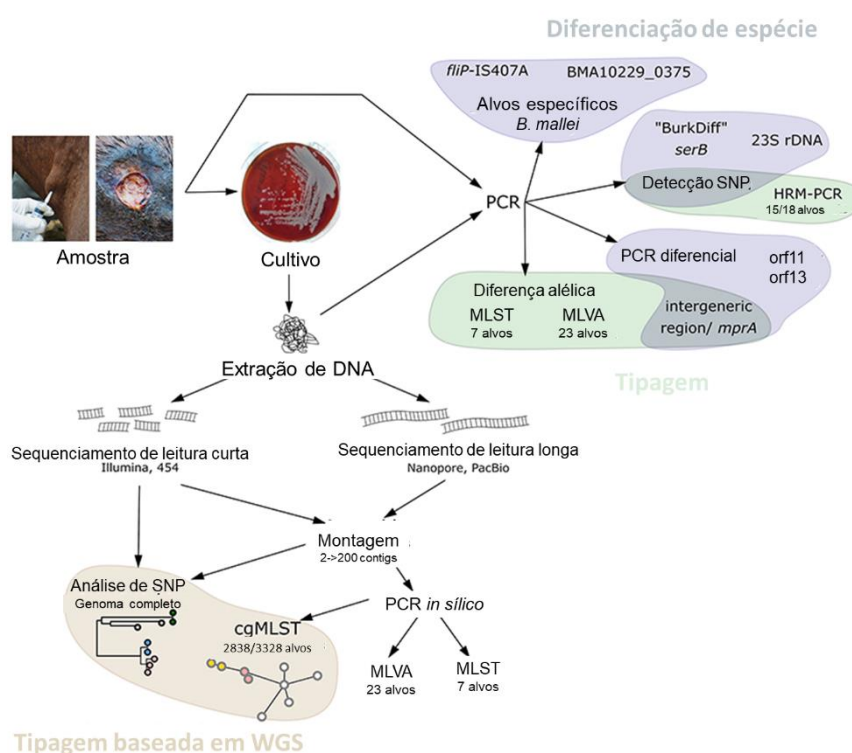 Diferenciação de espécie
fliP-IS407A
BMA10229_0375
Alvos específicos
B. mallei
"BurkDiff"
serB
23S rDNA
Detecção SNP
HRM-PCR
15/18 alvos
PCR
Amostra
Cultivo
PCR diferencial
orf11
orf13
Diferença alélica
MLST
7 alvos
MLVA
23 alvos
intergeneric
region/ mprA
Tipagem
Extração de DNA
Sequenciamento de leitura curta
Illumina, 454
Sequenciamento de leitura longa
Nanopore, PacBio
Montagem
2->200 contigs
Análise de SNP
Genoma completo
PCR in sílico
cgMLST
2838/3328 alvos
MLVA
23 alvos
MLST
7 alvos
Tipagem baseada em WGS